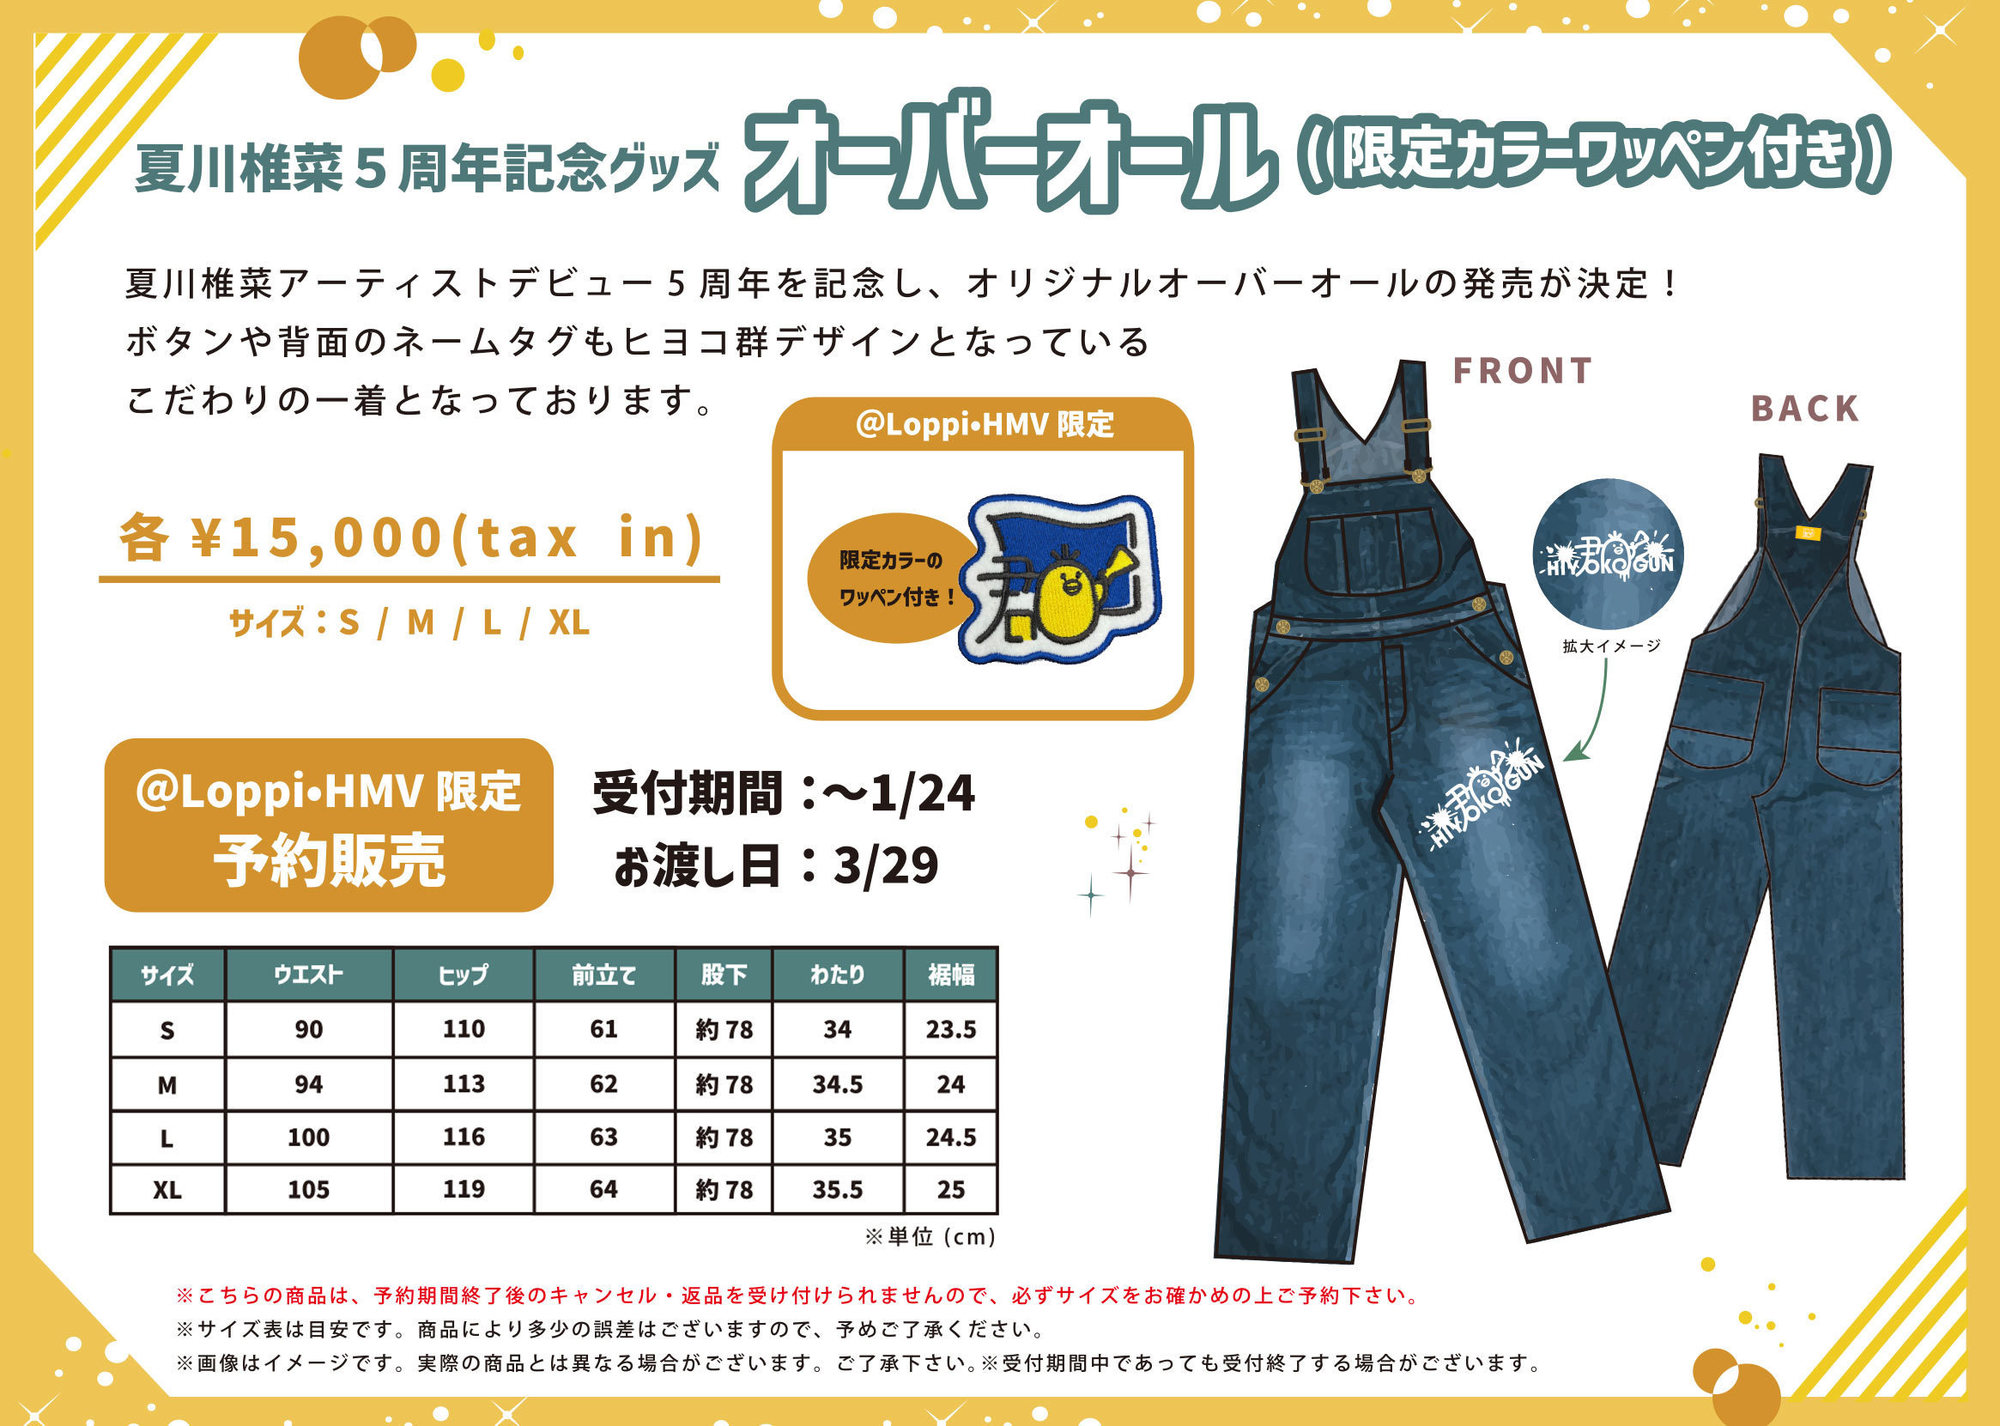 夏川椎菜5周年記念グッズ オーバーオール(限定カラーワッペン付き)
夏川椎菜アーティストデビュー5周年を記念し、オリジナルオーバーオールの発売が決定！
ボタンや背面のネームタグもヒヨコ群デザインとなっている
こだわりの一着となっております。
各¥15,000(tax in)
サイズ：S / M / L / XL
@Loppi•HMV 限定
限定カラーの
ワッペン付き！
君
FRONT
BACK
君
HIYOKOGUN
拡大イメージ
君
HIYOKOGUN
@Loppi•HMV 限定
予約販売
受付期間：～1/24
お渡し日：3/29
サイズ ウエスト ヒップ 前立て 股下 わたり 裾幅
S 90 110 61 約78 34 23.5
M 94 113 62 約78 34.5 24
L 100 116 63 約78 35 24.5
XL 105 119 64 約78 35.5 25
※単位 (cm)
※こちらの商品は、予約期間終了後のキャンセル・返品を受け付けられませんので、必ずサイズをお確かめの上ご予約下さい。
※サイズ表は目安です。商品により多少の誤差はございますので、予めご了承ください。
※画像はイメージです。実際の商品とは異なる場合がございます。ご了承下さい。※受付期間中であっても受付終了する場合がございます。